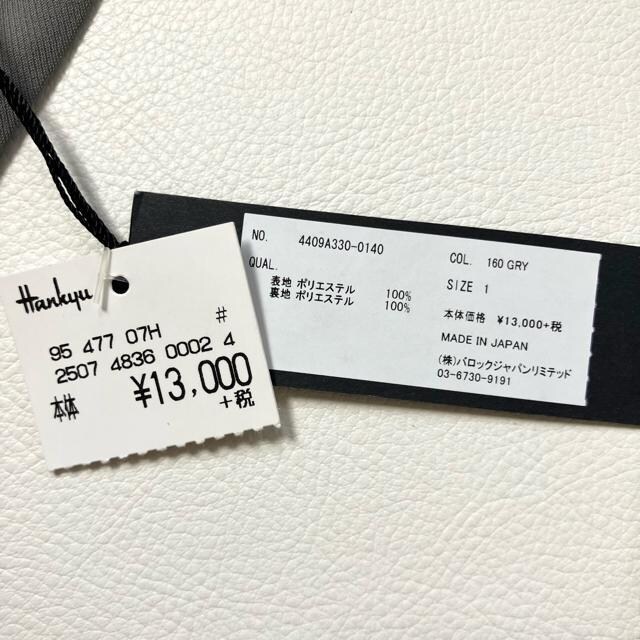 Hankyu
#
95 477 07H
2507 4836 0002 4
本体 ¥13,000
+税
NO. 4409A330-0140
QUAL.
表地 ポリエステル 100%
裏地 ポリエステル 100%
COL. 160 GRY
SIZE 1
本体価格 ¥13,000+税
MADE IN JAPAN
(株)バロックジャパンリミテッド
03-6730-9191